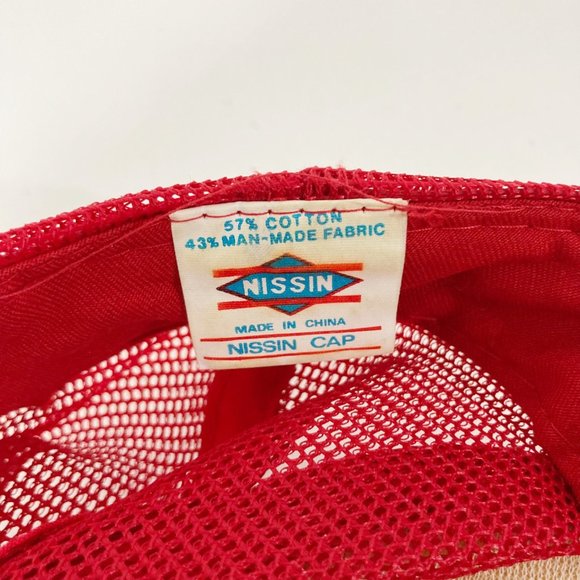 57% COTTON
43% MAN-MADE FABRIC
NISSIN
MADE IN CHINA
NISSIN CAP